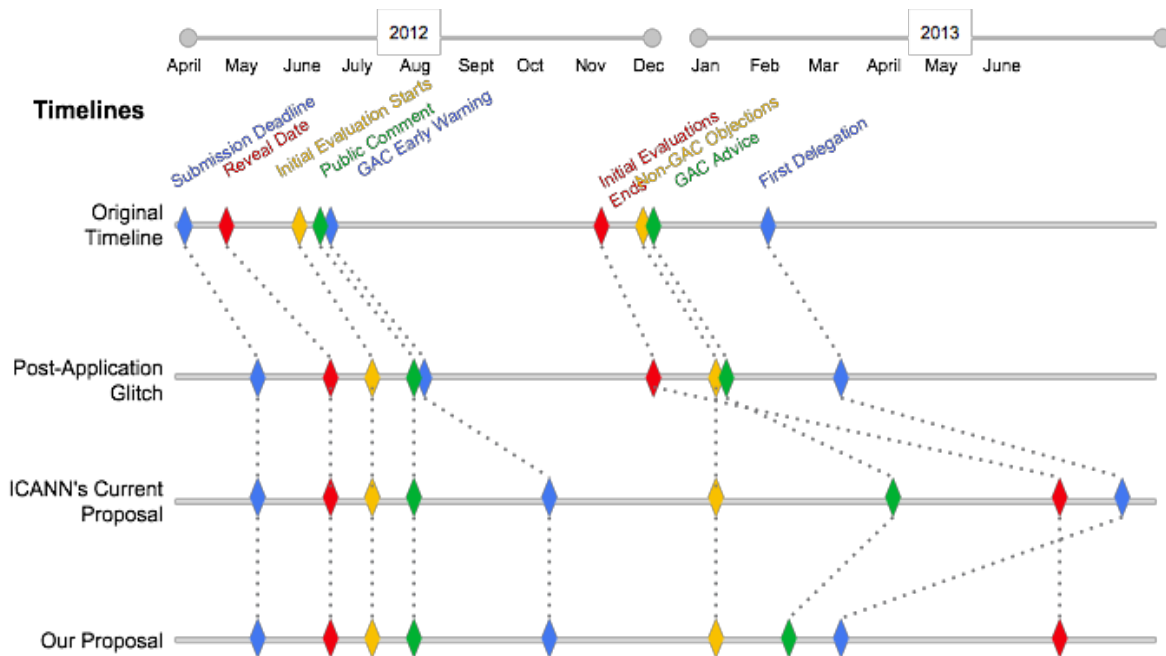 2012
2013
April May June July Aug Sept Oct Nov Dec Jan Feb Mar April May June
Timelines
Submission Deadline
Reveal Date
Initial Evaluation Starts
Public Comment
GAC Early Warning
Initial Evaluations
Ends
Non-GAC Objections
GAC Advice
First Delegation
Original
Timeline
Post-Application
Glitch
ICANN's Current
Proposal
Our Proposal